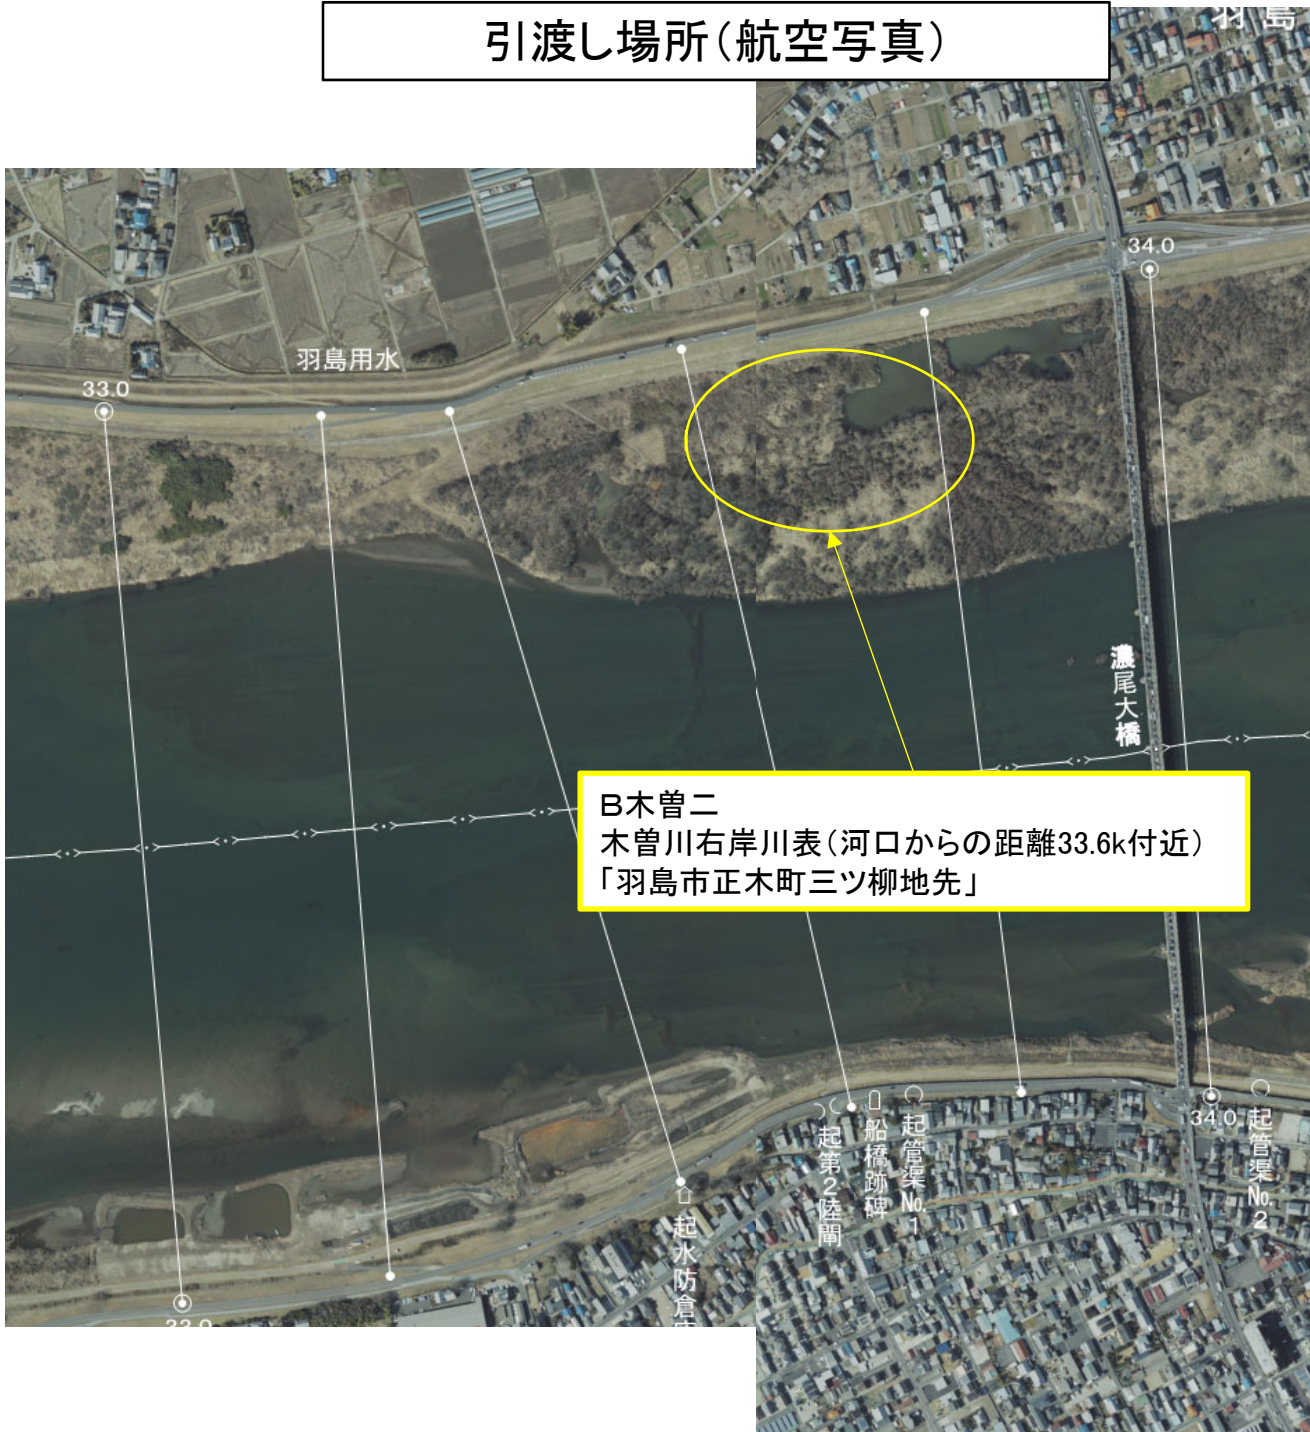 引渡し場所（航空写真）
羽島
34.0
羽島用水
33.0
濃尾大橋
Ｂ木曽二
木曽川右岸川表（河口からの距離33.6k付近）
「羽島市正木町三ツ柳地先」
起第2陸閘
船橋跡碑
起管渠No.1
34.0
起管渠No.2
起水防倉庫
33.0